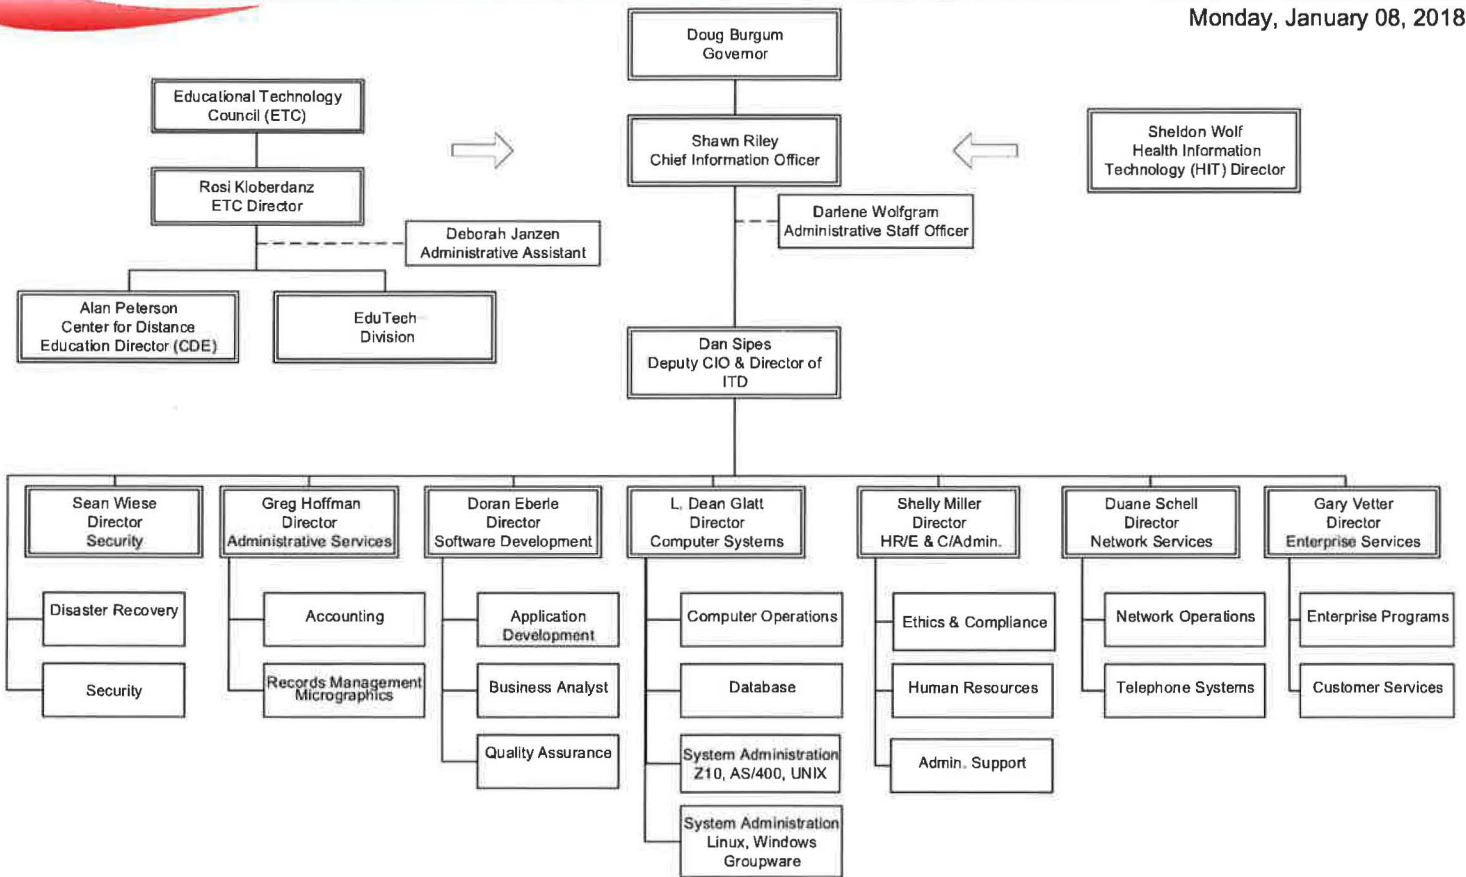 Monday, January 08, 2018
Doug Burgum
Governor
Educational Technology
Council (ETC)
Shawn Riley
Chief Information Officer
Sheldon Wolf
Health Information
Technology (HIT) Director
Rosi Kloberdanz
ETC Director
Darlene Wolfgram
Administrative Staff Officer
Deborah Janzen
Administrative Assistant
Alan Peterson
Center for Distance
Education Director (CDE)
EduTech
Division
Dan Sipes
Deputy CIO & Director of
ITD
Sean Wiese
Director
Security
Greg Hoffman
Director
Administrative Services
Doran Eberle
Director
Software Development
L. Dean Glatt
Director
Computer Systems
Shelly Miller
Director
HR/E & C/Admin.
Duane Schell
Director
Network Services
Gary Vetter
Director
Enterprise Services
Disaster Recovery
Security
Accounting
Records Management
Micrographics
Application
Development
Business Analyst
Quality Assurance
Computer Operations
Database
System Administration
Z10, AS/400, UNIX
System Administration
Linux, Windows
Groupware
Ethics & Compliance
Human Resources
Admin. Support
Network Operations
Telephone Systems
Enterprise Programs
Customer Services